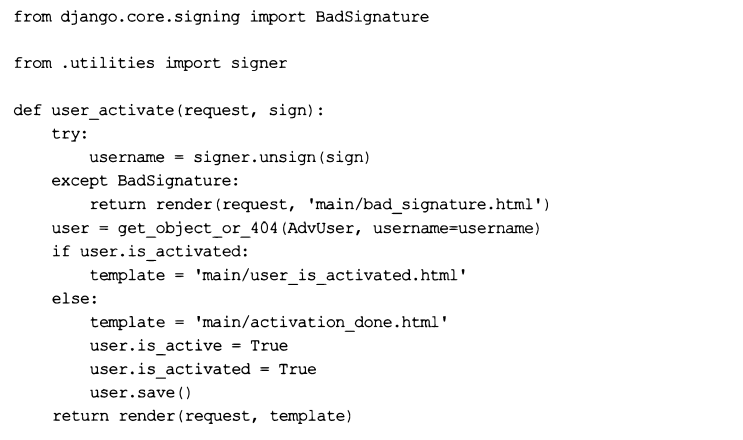 from django.core.signing import BadSignature

from .utilities import signer

def user_activate(request, sign):
    try:
        username = signer.unsign(sign)
    except BadSignature:
        return render(request, 'main/bad_signature.html')
    user = get_object_or_404(AdvUser, username=username)
    if user.is_activated:
        template = 'main/user_is_activated.html'
    else:
        template = 'main/activation_done.html'
        user.is_active = True
        user.is_activated = True
        user.save()
    return render(request, template)